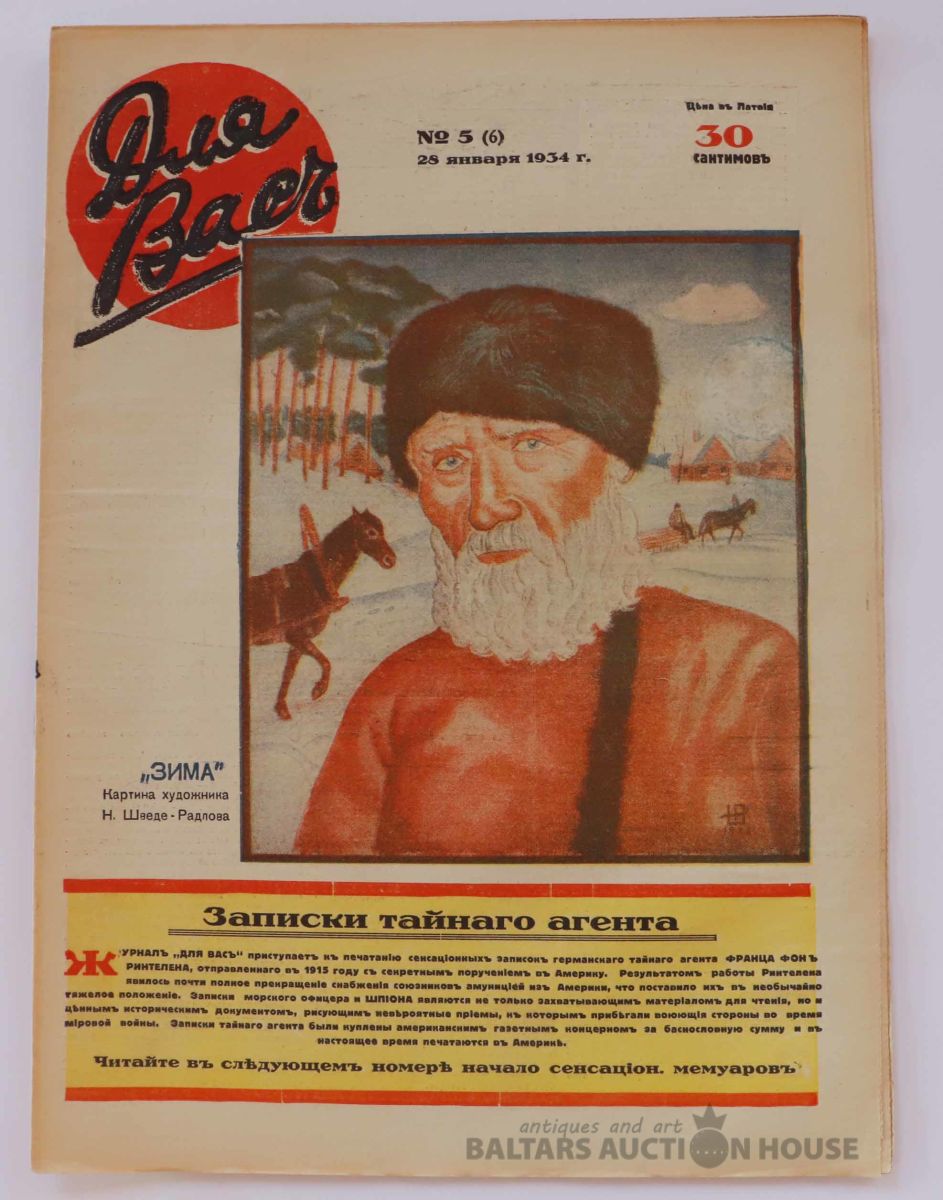 Для
Васъ
№ 5 (6)
28 января 1934 г.
Цѣна въ Латвіи
30
сантимовъ
„ЗИМА"
Картина художника
Н. Шведе-Радлова
Записки тайнаго агента
ЖУРНАЛЪ „ДЛЯ ВАСЪ" приступаетъ къ печатанію сенсаціонныхъ записокъ германскаго тайнаго агента ФРАНЦА ФОНЪ
РИНТЕЛЕНА, отправленнаго въ 1915 году съ секретнымъ порученіемъ въ Америку. Результатомъ работы Ринтелена
явилось почти полное прекращеніе снабженія союзниковъ амуниціей изъ Америки, что поставило ихъ въ необычайно
тяжелое положеніе. Записки морского офицера и ШПІОНА являются не только захватывающимъ матеріаломъ для чтенія, но и
цѣннымъ историческимъ документомъ, рисующимъ невѣроятные пріемы, къ которымъ прибѣгали воюющія стороны во время
міровой войны. Записки тайнаго агента были куплены американскимъ газетнымъ концерномъ за баснословную сумму и въ
настоящее время печатаются въ Америкѣ.
Читайте въ слѣдующемъ номерѣ начало сенсаціон. мемуаровъ
antiques and art
BALTARS AUCTION HOUSE